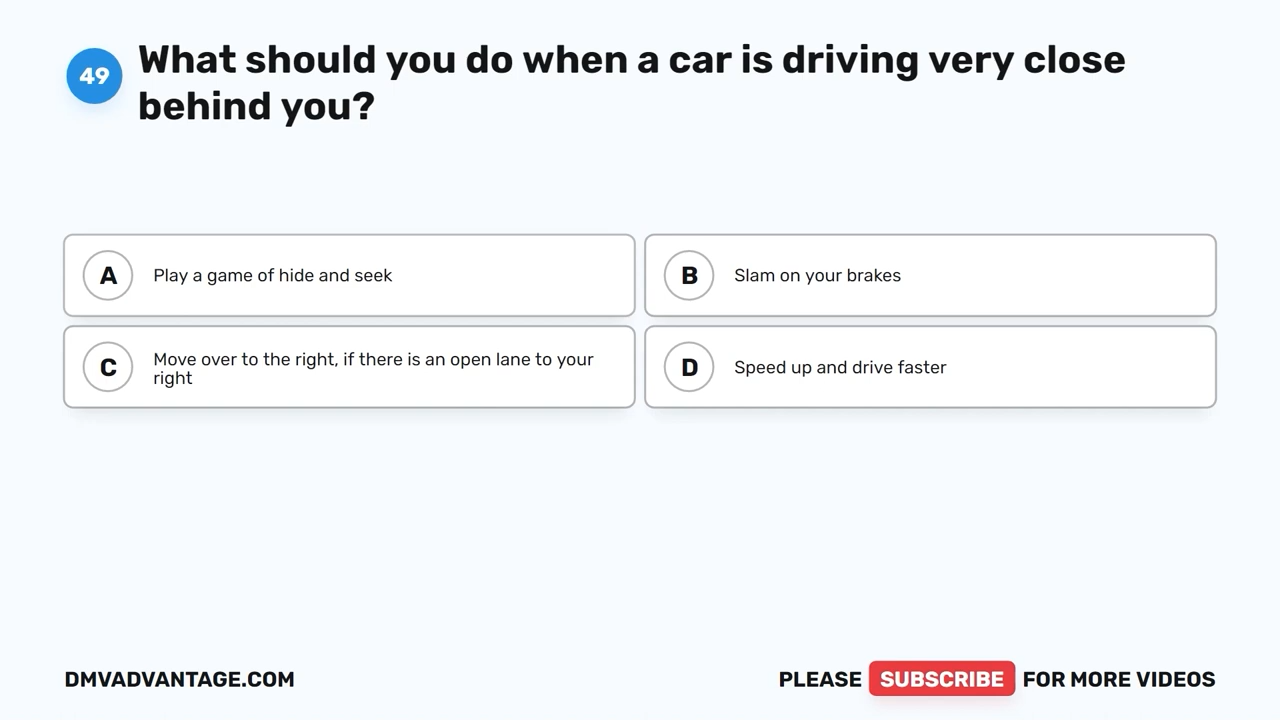 49
What should you do when a car is driving very close
behind you?
A
Play a game of hide and seek
B
Slam on your brakes
C
Move over to the right, if there is an open lane to your
right
D
Speed up and drive faster
DMVADVANTAGE.COM
PLEASE SUBSCRIBE FOR MORE VIDEOS